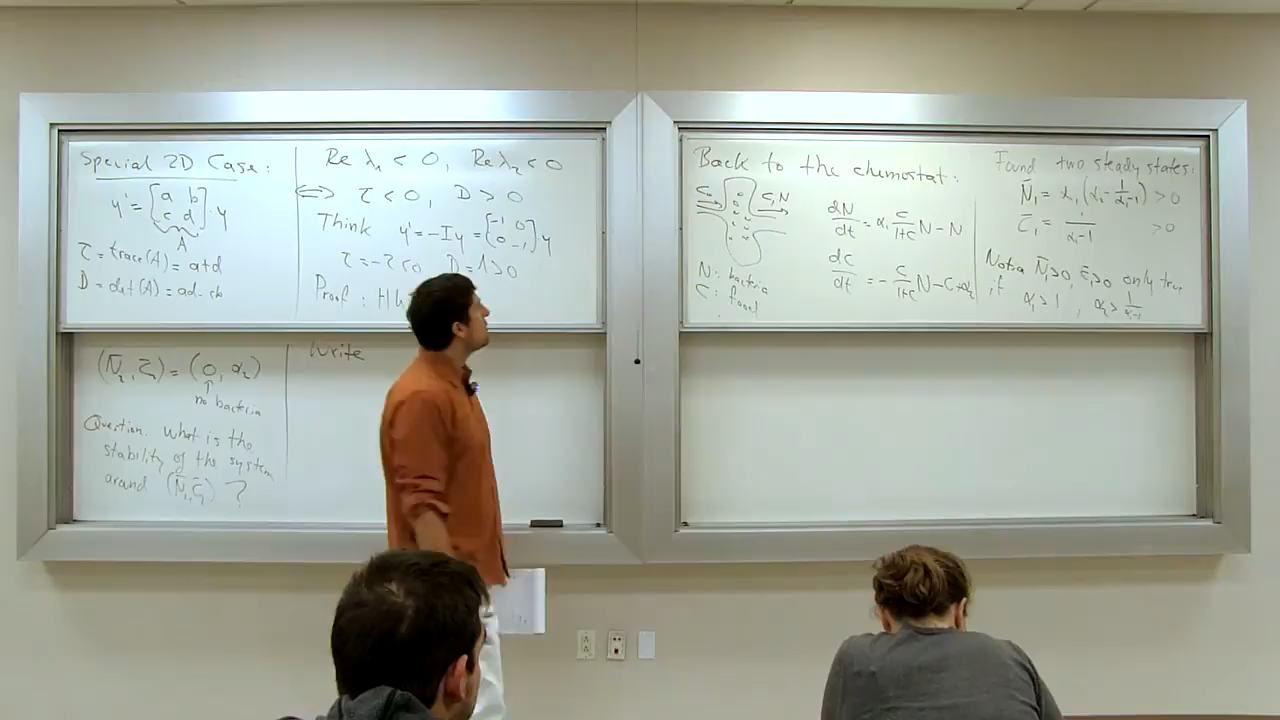 Special 2D Case:
y' = [a b; c d] · y
A
τ = trace(A) = a+d
D = det(A) = ad-cb
Re λ₁ < 0, Re λ₂ < 0
⟺ τ < 0, D > 0
Think y' = -Iy = [-1 0; 0 -1] y
τ = -2 < 0 D = 1 > 0
Proof:
(N̄₂, C̄₂) = (0, α₂)
↑
no bacteria
Question. What is the
stability of the system
around (N̄₁, C̄₁) ?
Write
Back to the chemostat:
C₀
C, N
N: bacteria
C: food
dN/dt = α₁ C/(1+C) N - N
dC/dt = - C/(1+C) N - C + α₂
Found two steady states:
N̄₁ = α₁ (α₂ - 1/(α₁-1)) > 0
C̄₁ = 1/(α₁-1) > 0
N̄₁>0, C̄₁>0 only true
if α₁ > 1, α₂ > 1/(α₁-1)